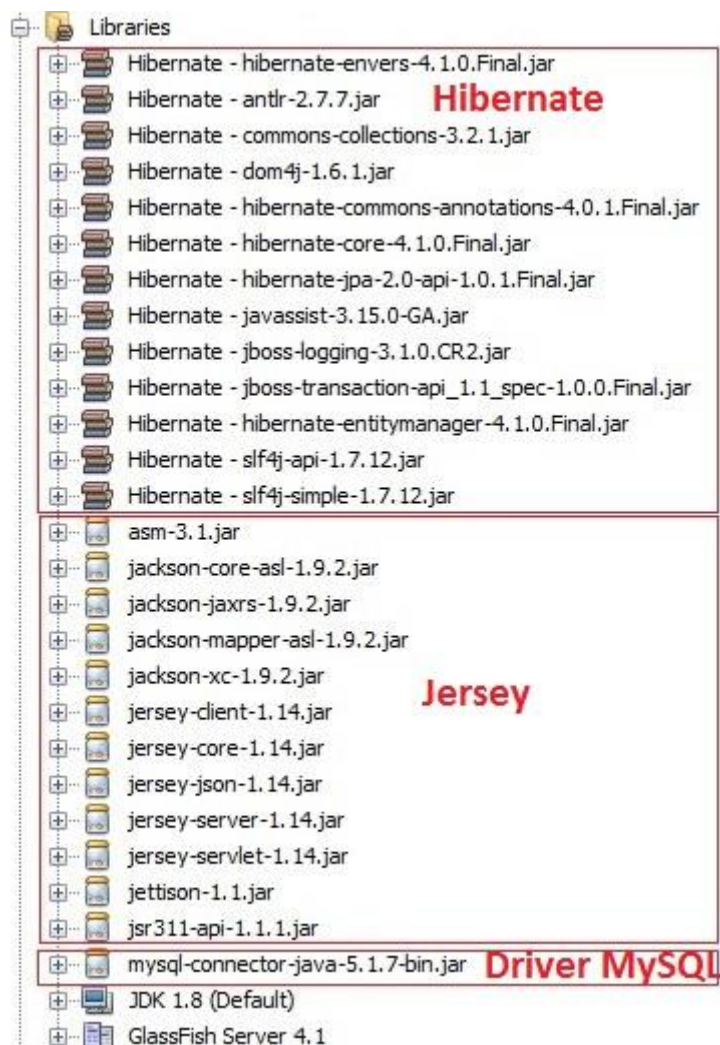 Libraries
Hibernate - hibernate-envers-4.1.0.Final.jar
Hibernate - antlr-2.7.7.jar Hibernate
Hibernate - commons-collections-3.2.1.jar
Hibernate - dom4j-1.6.1.jar
Hibernate - hibernate-commons-annotations-4.0.1.Final.jar
Hibernate - hibernate-core-4.1.0.Final.jar
Hibernate - hibernate-jpa-2.0-api-1.0.1.Final.jar
Hibernate - javassist-3.15.0-GA.jar
Hibernate - jboss-logging-3.1.0.CR2.jar
Hibernate - jboss-transaction-api_1.1_spec-1.0.0.Final.jar
Hibernate - hibernate-entitymanager-4.1.0.Final.jar
Hibernate - slf4j-api-1.7.12.jar
Hibernate - slf4j-simple-1.7.12.jar
asm-3.1.jar
jackson-core-asl-1.9.2.jar
jackson-jaxrs-1.9.2.jar
jackson-mapper-asl-1.9.2.jar
jackson-xc-1.9.2.jar
Jersey
jersey-client-1.14.jar
jersey-core-1.14.jar
jersey-json-1.14.jar
jersey-server-1.14.jar
jersey-servlet-1.14.jar
jettison-1.1.jar
jsr311-api-1.1.1.jar
mysql-connector-java-5.1.7-bin.jar Driver MySQL
JDK 1.8 (Default)
GlassFish Server 4.1